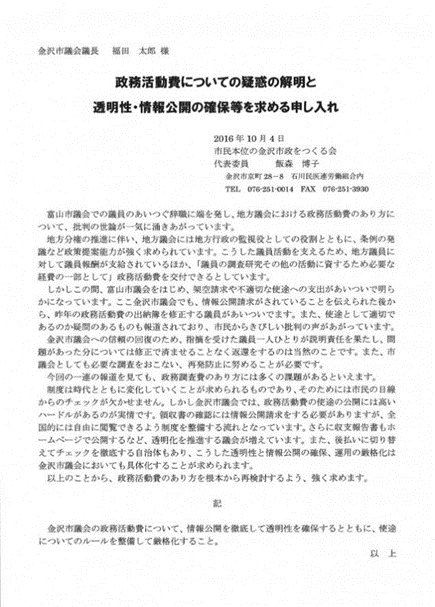 金沢市議会議長　福田　太郎 様
政務活動費についての疑惑の解明と
透明性・情報公開の確保等を求める申し入れ
2016年10月4日
市民本位の金沢市政をつくる会
代表委員　飯森　博子
金沢市京町28－8　石川民医連労働組合内
TEL 076-251-0014 FAX 076-251-3930
富山市議会での議員のあいつぐ辞職に端を発し、地方議会における政務活動費のあり方に
ついて、批判の世論が一気に湧きあがっています。
地方分権の推進に伴い、地方議会には地方行政の監視役としての役割とともに、条例の発
議など政策提案能力が強く求められています。こうした議員活動を支えるため、地方議員に
対して議員報酬が支給されているほか、「議員の調査研究その他の活動に資するため必要な
経費の一部として」政務活動費を交付できるとしています。
しかしこの間、富山市議会をはじめ、架空請求や不適切な使途への支出があいついで明ら
かになっています。ここ金沢市議会でも、情報公開請求がされていることを伝えられた後か
ら、昨年の政務活動費の出納簿を修正する議員があいついでます。また、使途として適切で
あるのか疑問のあるものも報道されており、市民からきびしい批判の声があがっています。
金沢市議会への信頼の回復のため、指摘を受けた議員一人ひとりが説明責任を果たし、問
題があった分については修正で済ませることなく返還をするのは当然のことです。また、市
議会としても必要な調査をおこない、再発防止に努めることが必要です。
今回の一連の報道を見ても、政務調査費のあり方には多くの課題があるといえます。
制度は時代とともに変化していくことが求められるものであり、そのためには市民の目線
からのチェックが欠かせません。しかし金沢市議会では、政務活動費の使途の公開には高い
ハードルがあるのが実情です。領収書の確認には情報公開請求をする必要がありますが、全
国的には自由に閲覧できるよう制度を整備する流れとなっています。さらに収支報告書もホ
ームページで公開するなど、透明化を推進する議会が増えています。また、後払いに切り替
えてチェックを徹底する自治体もあり、こうした透明性と情報公開の確保、運用の厳格化は
金沢市議会においても具体化することが求められます。
以上のことから、政務活動費のあり方を根本から再検討するよう、強く求めます。
記
金沢市議会の政務活動費について、情報公開を徹底して透明性を確保するとともに、使途
についてのルールを整備して厳格化すること。
以　上